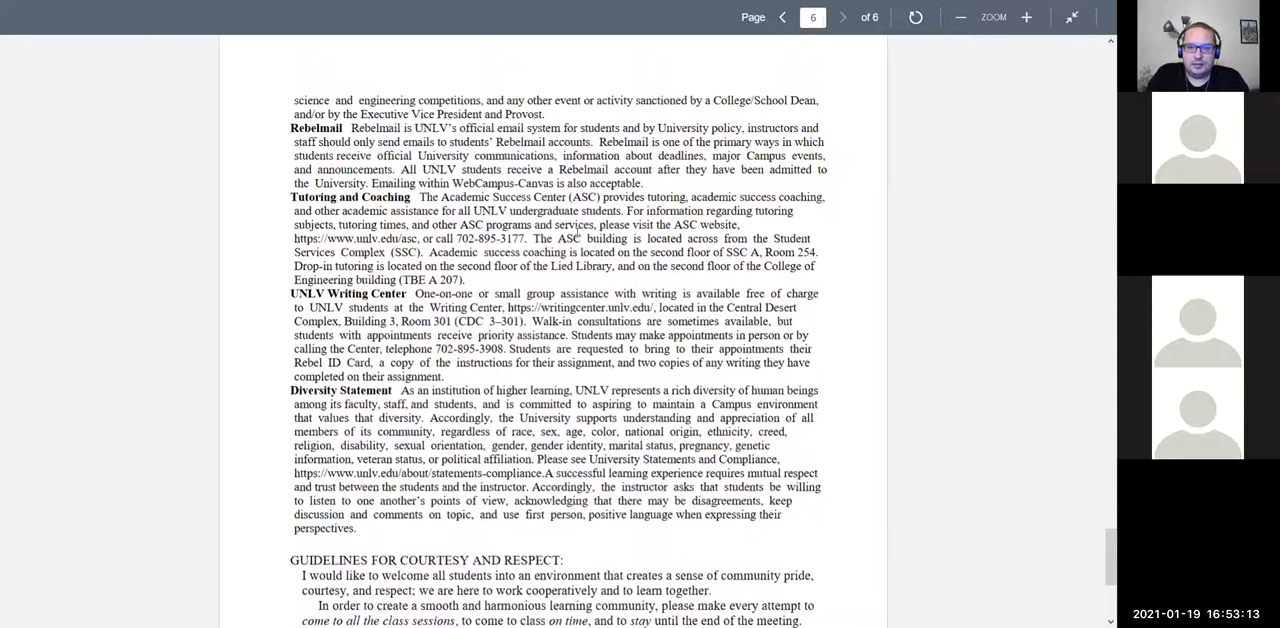 Page 6 of 6 ZOOM
science and engineering competitions, and any other event or activity sanctioned by a College/School Dean,
and/or by the Executive Vice President and Provost.
Rebelmail Rebelmail is UNLV's official email system for students and by University policy, instructors and
staff should only send emails to students' Rebelmail accounts. Rebelmail is one of the primary ways in which
students receive official University communications, information about deadlines, major Campus events,
and announcements. All UNLV students receive a Rebelmail account after they have been admitted to
the University. Emailing within WebCampus-Canvas is also acceptable.
Tutoring and Coaching The Academic Success Center (ASC) provides tutoring, academic success coaching,
and other academic assistance for all UNLV undergraduate students. For information regarding tutoring
subjects, tutoring times, and other ASC programs and services, please visit the ASC website,
https://www.unlv.edu/asc, or call 702-895-3177. The ASC building is located across from the Student
Services Complex (SSC). Academic success coaching is located on the second floor of SSC A, Room 254.
Drop-in tutoring is located on the second floor of the Lied Library, and on the second floor of the College of
Engineering building (TBE A 207).
UNLV Writing Center One-on-one or small group assistance with writing is available free of charge
to UNLV students at the Writing Center, https://writingcenter.unlv.edu/, located in the Central Desert
Complex, Building 3, Room 301 (CDC 3–301). Walk-in consultations are sometimes available, but
students with appointments receive priority assistance. Students may make appointments in person or by
calling the Center, telephone 702-895-3908. Students are requested to bring to their appointments their
Rebel ID Card, a copy of the instructions for their assignment, and two copies of any writing they have
completed on their assignment.
Diversity Statement As an institution of higher learning, UNLV represents a rich diversity of human beings
among its faculty, staff, and students, and is committed to aspiring to maintain a Campus environment
that values that diversity. Accordingly, the University supports understanding and appreciation of all
members of its community, regardless of race, sex, age, color, national origin, ethnicity, creed,
religion, disability, sexual orientation, gender, gender identity, marital status, pregnancy, genetic
information, veteran status, or political affiliation. Please see University Statements and Compliance,
https://www.unlv.edu/about/statements-compliance.A successful learning experience requires mutual respect
and trust between the students and the instructor. Accordingly, the instructor asks that students be willing
to listen to one another's points of view, acknowledging that there may be disagreements, keep
discussion and comments on topic, and use first person, positive language when expressing their
perspectives.
GUIDELINES FOR COURTESY AND RESPECT:
I would like to welcome all students into an environment that creates a sense of community pride,
courtesy, and respect; we are here to work cooperatively and to learn together.
In order to create a smooth and harmonious learning community, please make every attempt to
come to all the class sessions, to come to class on time, and to stay until the end of the meeting.
2021-01-19 16:53:13